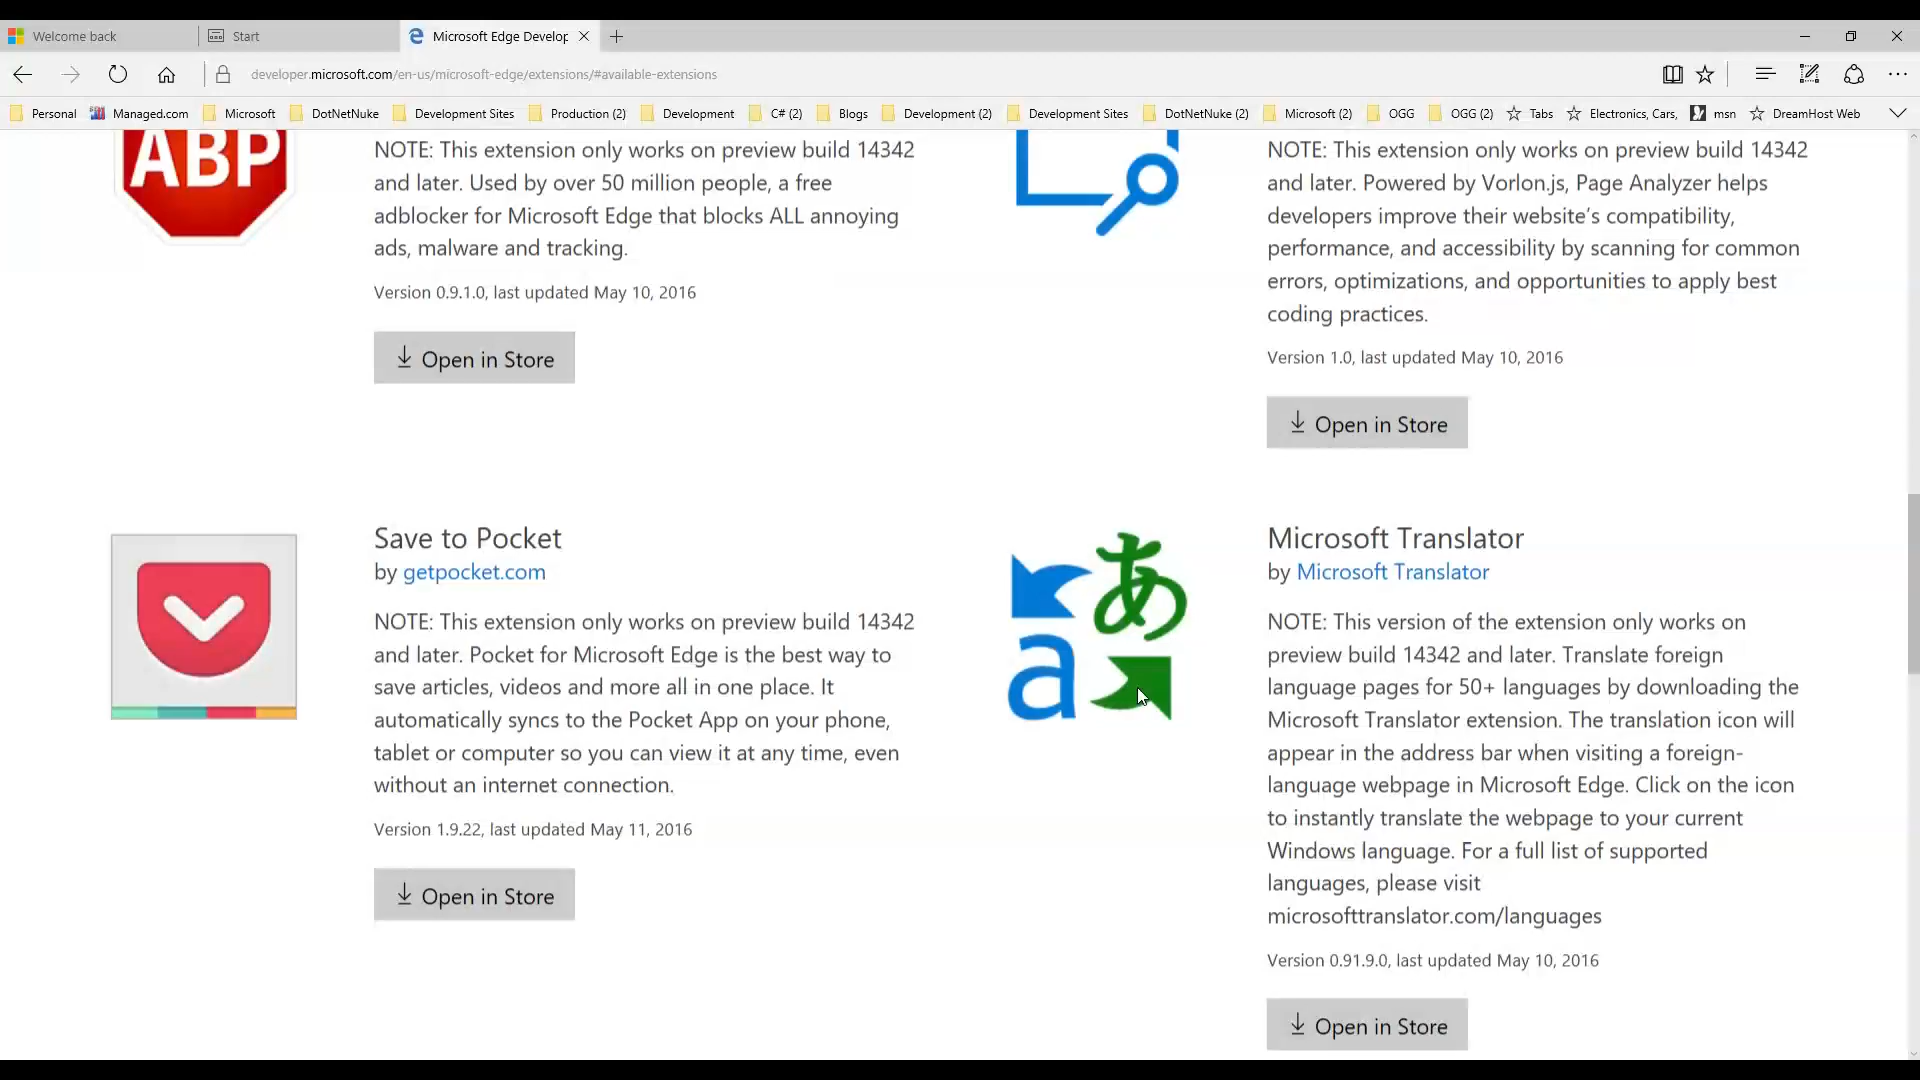 Welcome back
Start
Microsoft Edge Develop
developer.microsoft.com/en-us/microsoft-edge/extensions/#available-extensions
Personal
Managed.com
Microsoft
DotNetNuke
Development Sites
Production (2)
Development
C# (2)
Blogs
Development (2)
Development Sites
DotNetNuke (2)
Microsoft (2)
OGG
OGG (2)
Tabs
Electronics, Cars,
msn
DreamHost Web
ABP
NOTE: This extension only works on preview build 14342
and later. Used by over 50 million people, a free
adblocker for Microsoft Edge that blocks ALL annoying
ads, malware and tracking.
Version 0.9.1.0, last updated May 10, 2016
Open in Store
NOTE: This extension only works on preview build 14342
and later. Powered by Vorlon.js, Page Analyzer helps
developers improve their website’s compatibility,
performance, and accessibility by scanning for common
errors, optimizations, and opportunities to apply best
coding practices.
Version 1.0, last updated May 10, 2016
Open in Store
Save to Pocket
by getpocket.com
NOTE: This extension only works on preview build 14342
and later. Pocket for Microsoft Edge is the best way to
save articles, videos and more all in one place. It
automatically syncs to the Pocket App on your phone,
tablet or computer so you can view it at any time, even
without an internet connection.
Version 1.9.22, last updated May 11, 2016
Open in Store
あ
a
Microsoft Translator
by Microsoft Translator
NOTE: This version of the extension only works on
preview build 14342 and later. Translate foreign
language pages for 50+ languages by downloading the
Microsoft Translator extension. The translation icon will
appear in the address bar when visiting a foreign-
language webpage in Microsoft Edge. Click on the icon
to instantly translate the webpage to your current
Windows language. For a full list of supported
languages, please visit
microsofttranslator.com/languages
Version 0.91.9.0, last updated May 10, 2016
Open in Store